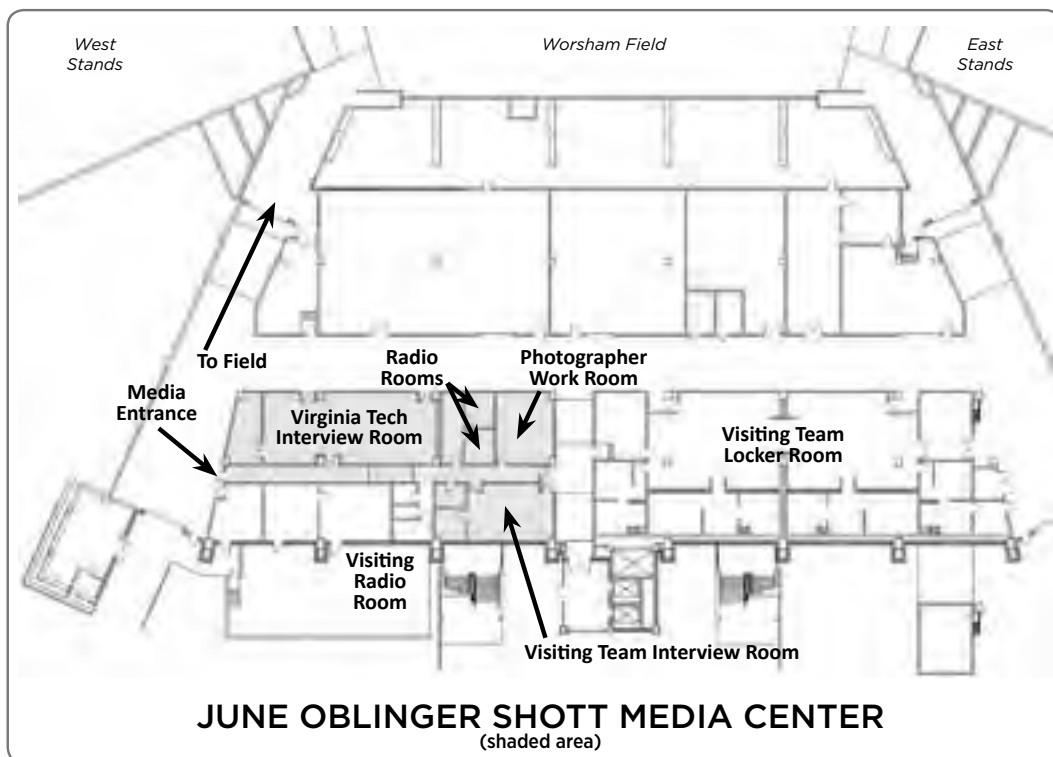 West
Stands
Worsham Field
East
Stands
To Field
Radio
Rooms
Photographer
Work Room
Media
Entrance
Virginia Tech
Interview Room
Visiting Team
Locker Room
Visiting
Radio
Room
Visiting Team Interview Room
JUNE OBLINGER SHOTT MEDIA CENTER
(shaded area)